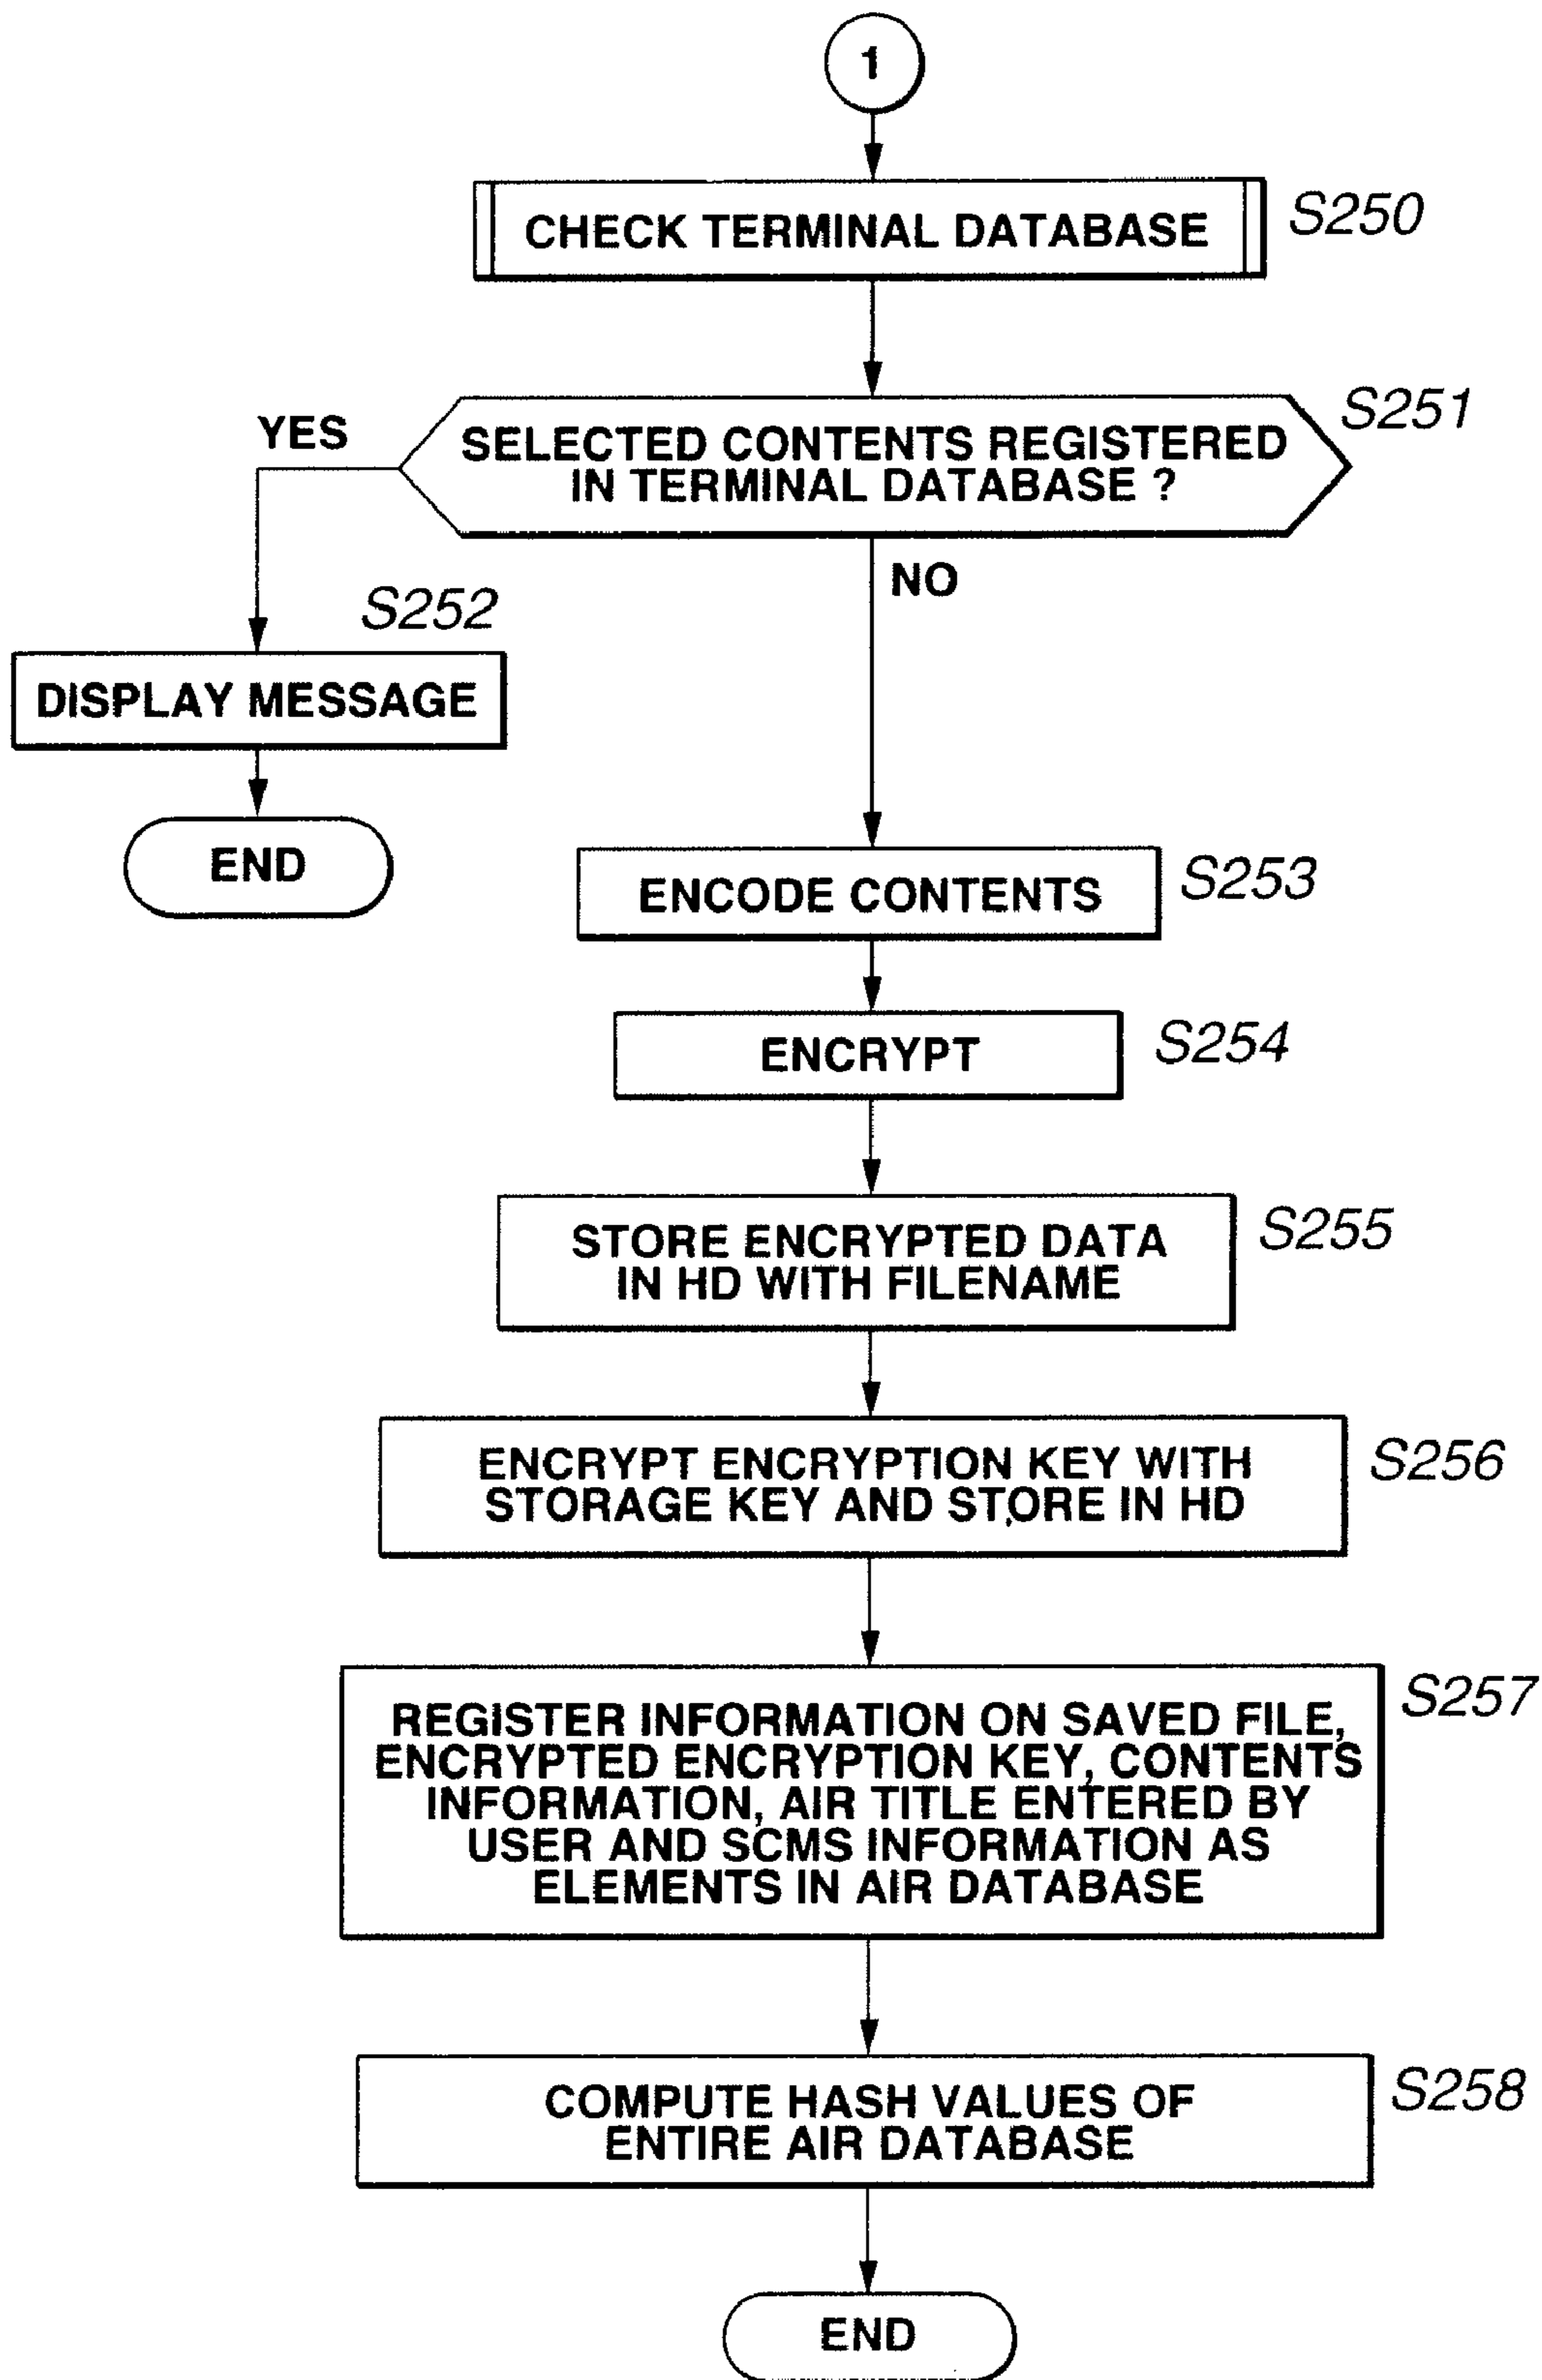 1
CHECK TERMINAL DATABASE
S250
SELECTED CONTENTS REGISTERED
IN TERMINAL DATABASE ?
S251
YES
NO
S252
DISPLAY MESSAGE
END
ENCODE CONTENTS
S253
ENCRYPT
S254
STORE ENCRYPTED DATA
IN HD WITH FILENAME
S255
ENCRYPT ENCRYPTION KEY WITH
STORAGE KEY AND STORE IN HD
S256
REGISTER INFORMATION ON SAVED FILE,
ENCRYPTED ENCRYPTION KEY, CONTENTS
INFORMATION, AIR TITLE ENTERED BY
USER AND SCMS INFORMATION AS
ELEMENTS IN AIR DATABASE
S257
COMPUTE HASH VALUES OF
ENTIRE AIR DATABASE
S258
END